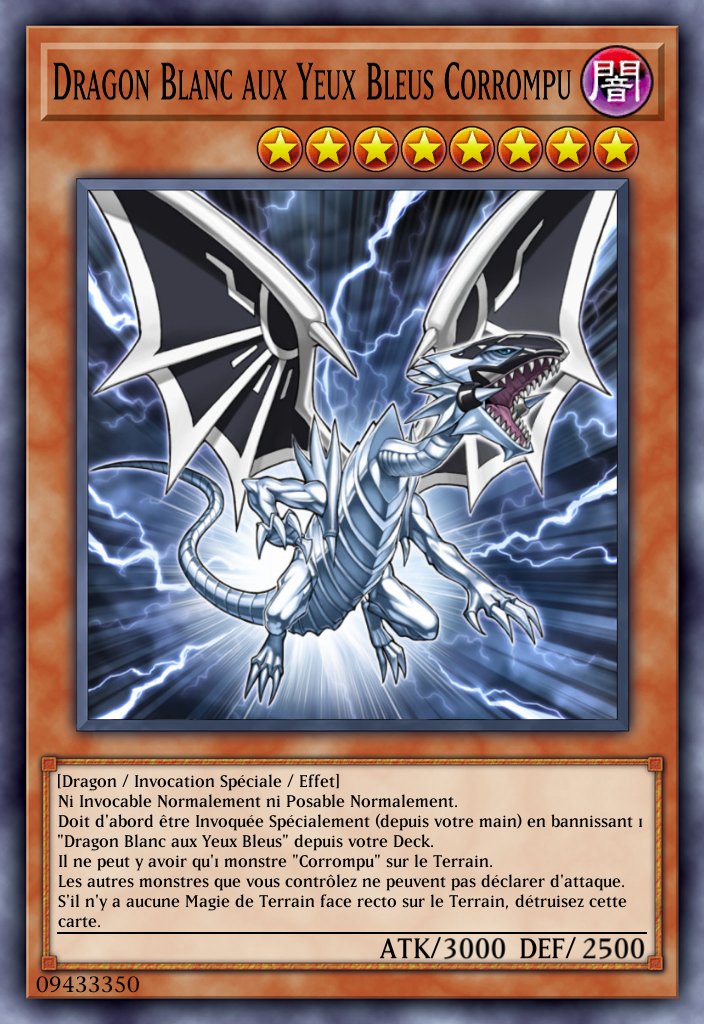 Dragon Blanc aux Yeux Bleus Corrompu 闇
[Dragon / Invocation Spéciale / Effet]
Ni Invocable Normalement ni Posable Normalement.
Doit d'abord être Invoquée Spécialement (depuis votre main) en bannissant 1
"Dragon Blanc aux Yeux Bleus" depuis votre Deck.
Il ne peut y avoir qu'1 monstre "Corrompu" sur le Terrain.
Les autres monstres que vous contrôlez ne peuvent pas déclarer d'attaque.
S'il n'y a aucune Magie de Terrain face recto sur le Terrain, détruisez cette
carte.
ATK/3000 DEF/ 2500
09433350